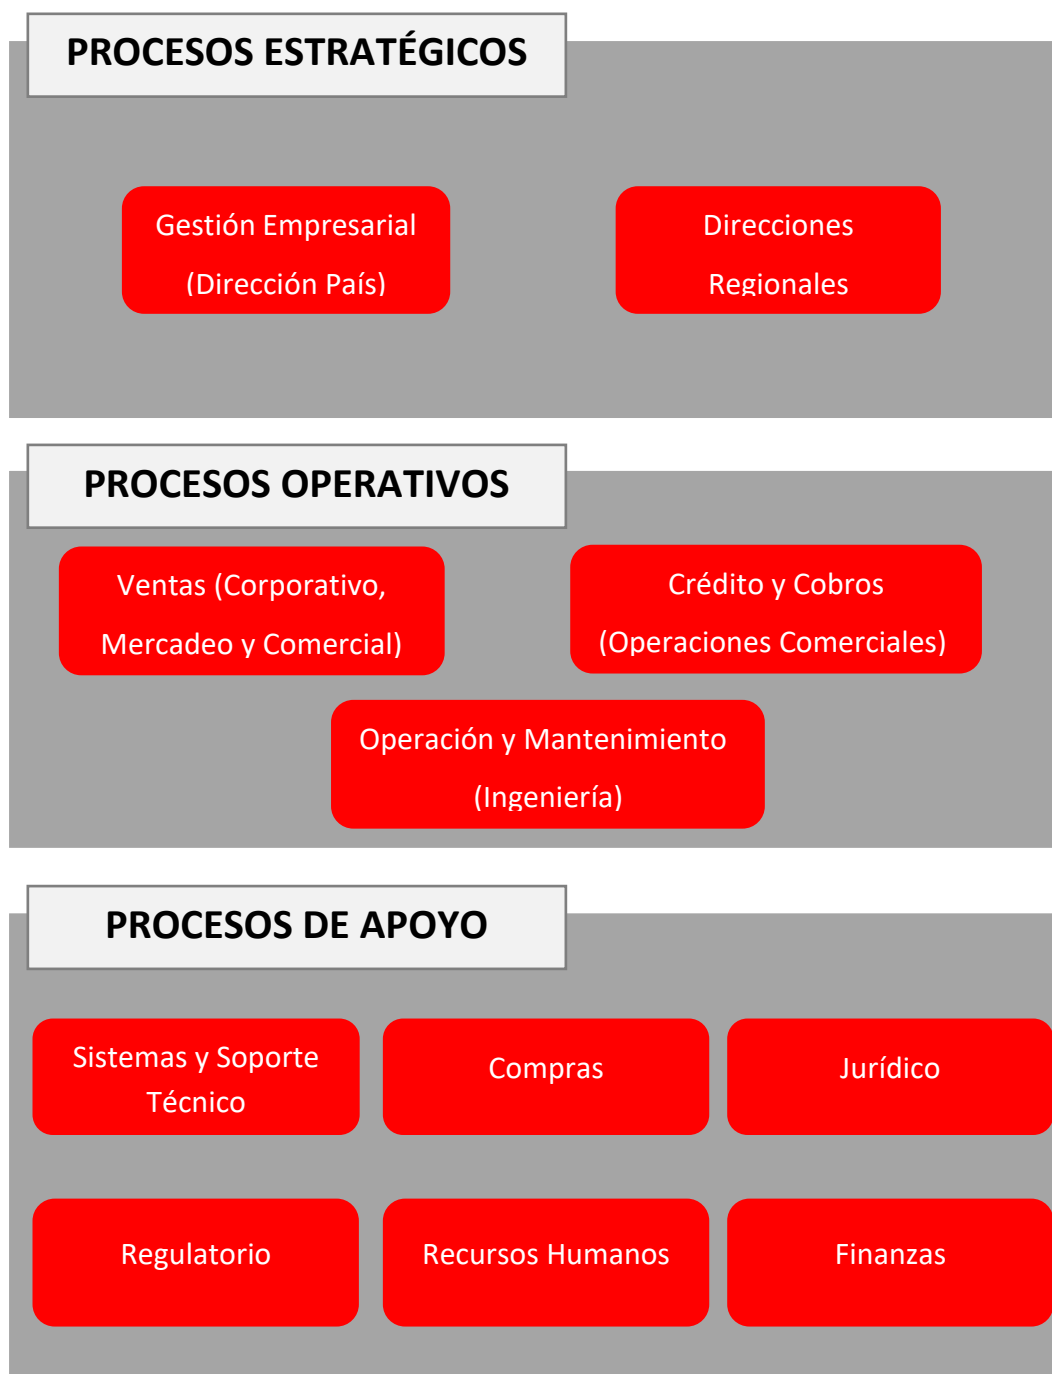 PROCESOS ESTRATÉGICOS
Gestión Empresarial
(Dirección País)
Direcciones
Regionales
PROCESOS OPERATIVOS
Ventas (Corporativo,
Mercadeo y Comercial)
Crédito y Cobros
(Operaciones Comerciales)
Operación y Mantenimiento
(Ingeniería)
PROCESOS DE APOYO
Sistemas y Soporte
Técnico
Compras
Jurídico
Regulatorio
Recursos Humanos
Finanzas